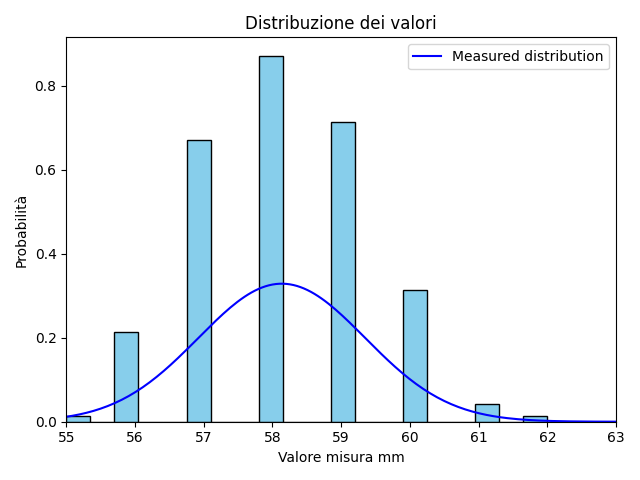 Distribuzione dei valori
Measured distribution
Probabilità
0.8
0.6
0.4
0.2
0.0
55 56 57 58 59 60 61 62 63
Valore misura mm